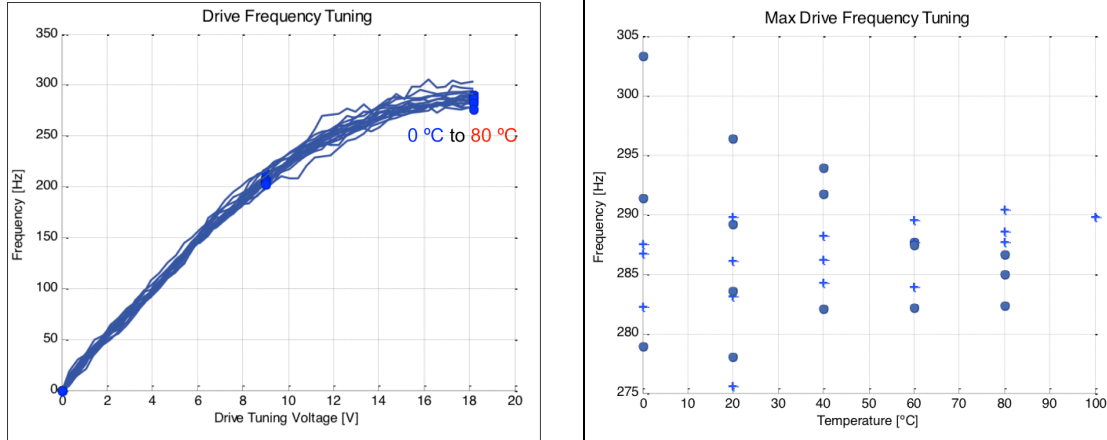 Drive Frequency Tuning
350
300
250
200
150
100
50
0
0 ºC to 80 ºC
Frequency [Hz]
0 2 4 6 8 10 12 14 16 18 20
Drive Tuning Voltage [V]
Max Drive Frequency Tuning
305
300
295
290
285
280
275
Frequency [Hz]
0 10 20 30 40 50 60 70 80 90 100
Temperature [°C]